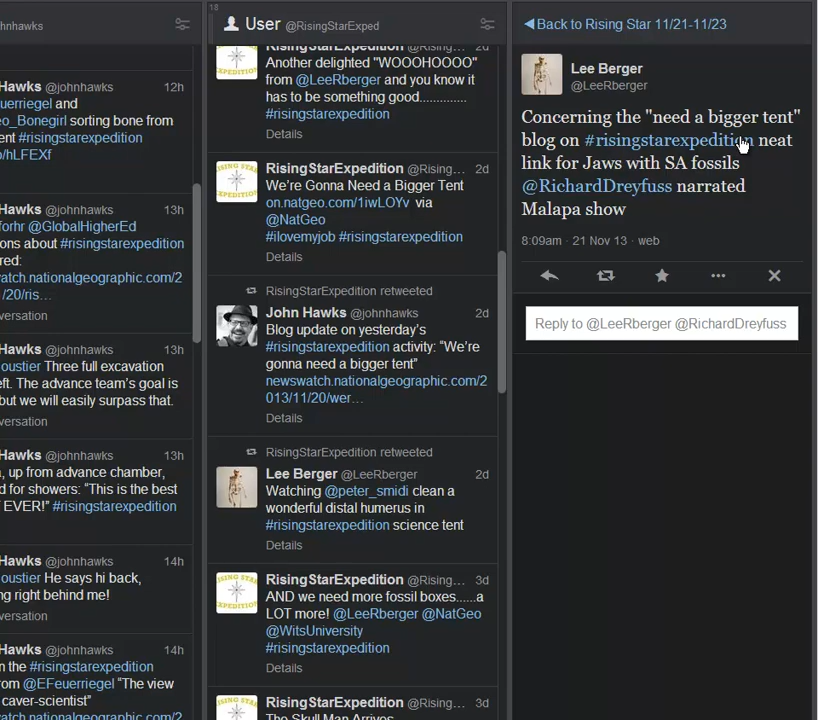 hnhawks
Hawks @johnhawks 12h
uerriegel and
eo_Bonegirl sorting bone from
ent #risingstarexpedition
o/hLFEXf
Hawks @johnhawks 13h
forhr @GlobalHigherEd
ons about #risingstarexpedition
red:
watch.nationalgeographic.com/2
/20/ris…
versation
Hawks @johnhawks 13h
oustier Three full excavation
eft. The advance team’s goal is
but we will easily surpass that.
versation
Hawks @johnhawks 13h
, up from advance chamber,
d for showers: “This is the best
EVER!” #risingstarexpedition
Hawks @johnhawks 14h
oustier He says hi back,
ng right behind me!
versation
Hawks @johnhawks 14h
n the #risingstarexpedition
rom @EFeuerriegel “The view
caver-scientist”
watch.nationalgeographic.com/2
18
User @RisingStarExped
RisingStarExpedition @Rising... 2d
Another delighted "WOOOHOOOO"
from @LeeRberger and you know it
has to be something good..............
#risingstarexpedition
Details
RisingStarExpedition @Rising... 2d
We’re Gonna Need a Bigger Tent
on.natgeo.com/1iwLOYv via
@NatGeo
#ilovemyjob #risingstarexpedition
Details
RisingStarExpedition retweeted
John Hawks @johnhawks 2d
Blog update on yesterday’s
#risingstarexpedition activity: “We’re
gonna need a bigger tent”
newswatch.nationalgeographic.com/2
013/11/20/wer…
Details
RisingStarExpedition retweeted
Lee Berger @LeeRberger 2d
Watching @peter_smidi clean a
wonderful distal humerus in
#risingstarexpedition science tent
Details
RisingStarExpedition @Rising... 3d
AND we need more fossil boxes......a
LOT more! @LeeRberger @NatGeo
@WitsUniversity
#risingstarexpedition
Details
RisingStarExpedition @Rising... 3d
The Skull Man Arrives
Back to Rising Star 11/21-11/23
Lee Berger
@LeeRberger
Concerning the "need a bigger tent"
blog on #risingstarexpedition neat
link for Jaws with SA fossils
@RichardDreyfuss narrated
Malapa show
8:09am · 21 Nov 13 · web
Reply to @LeeRberger @RichardDreyfuss